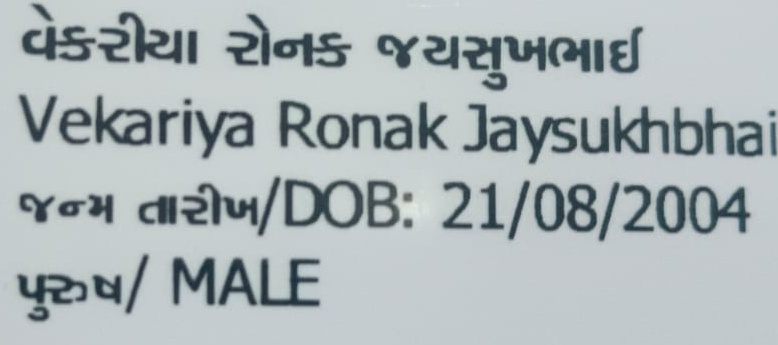 વેકરીયા રોનક જયસુખભાઈ
Vekariya Ronak Jaysukhbhai
જન્મ તારીખ/DOB: 21/08/2004
પુરુષ/ MALE